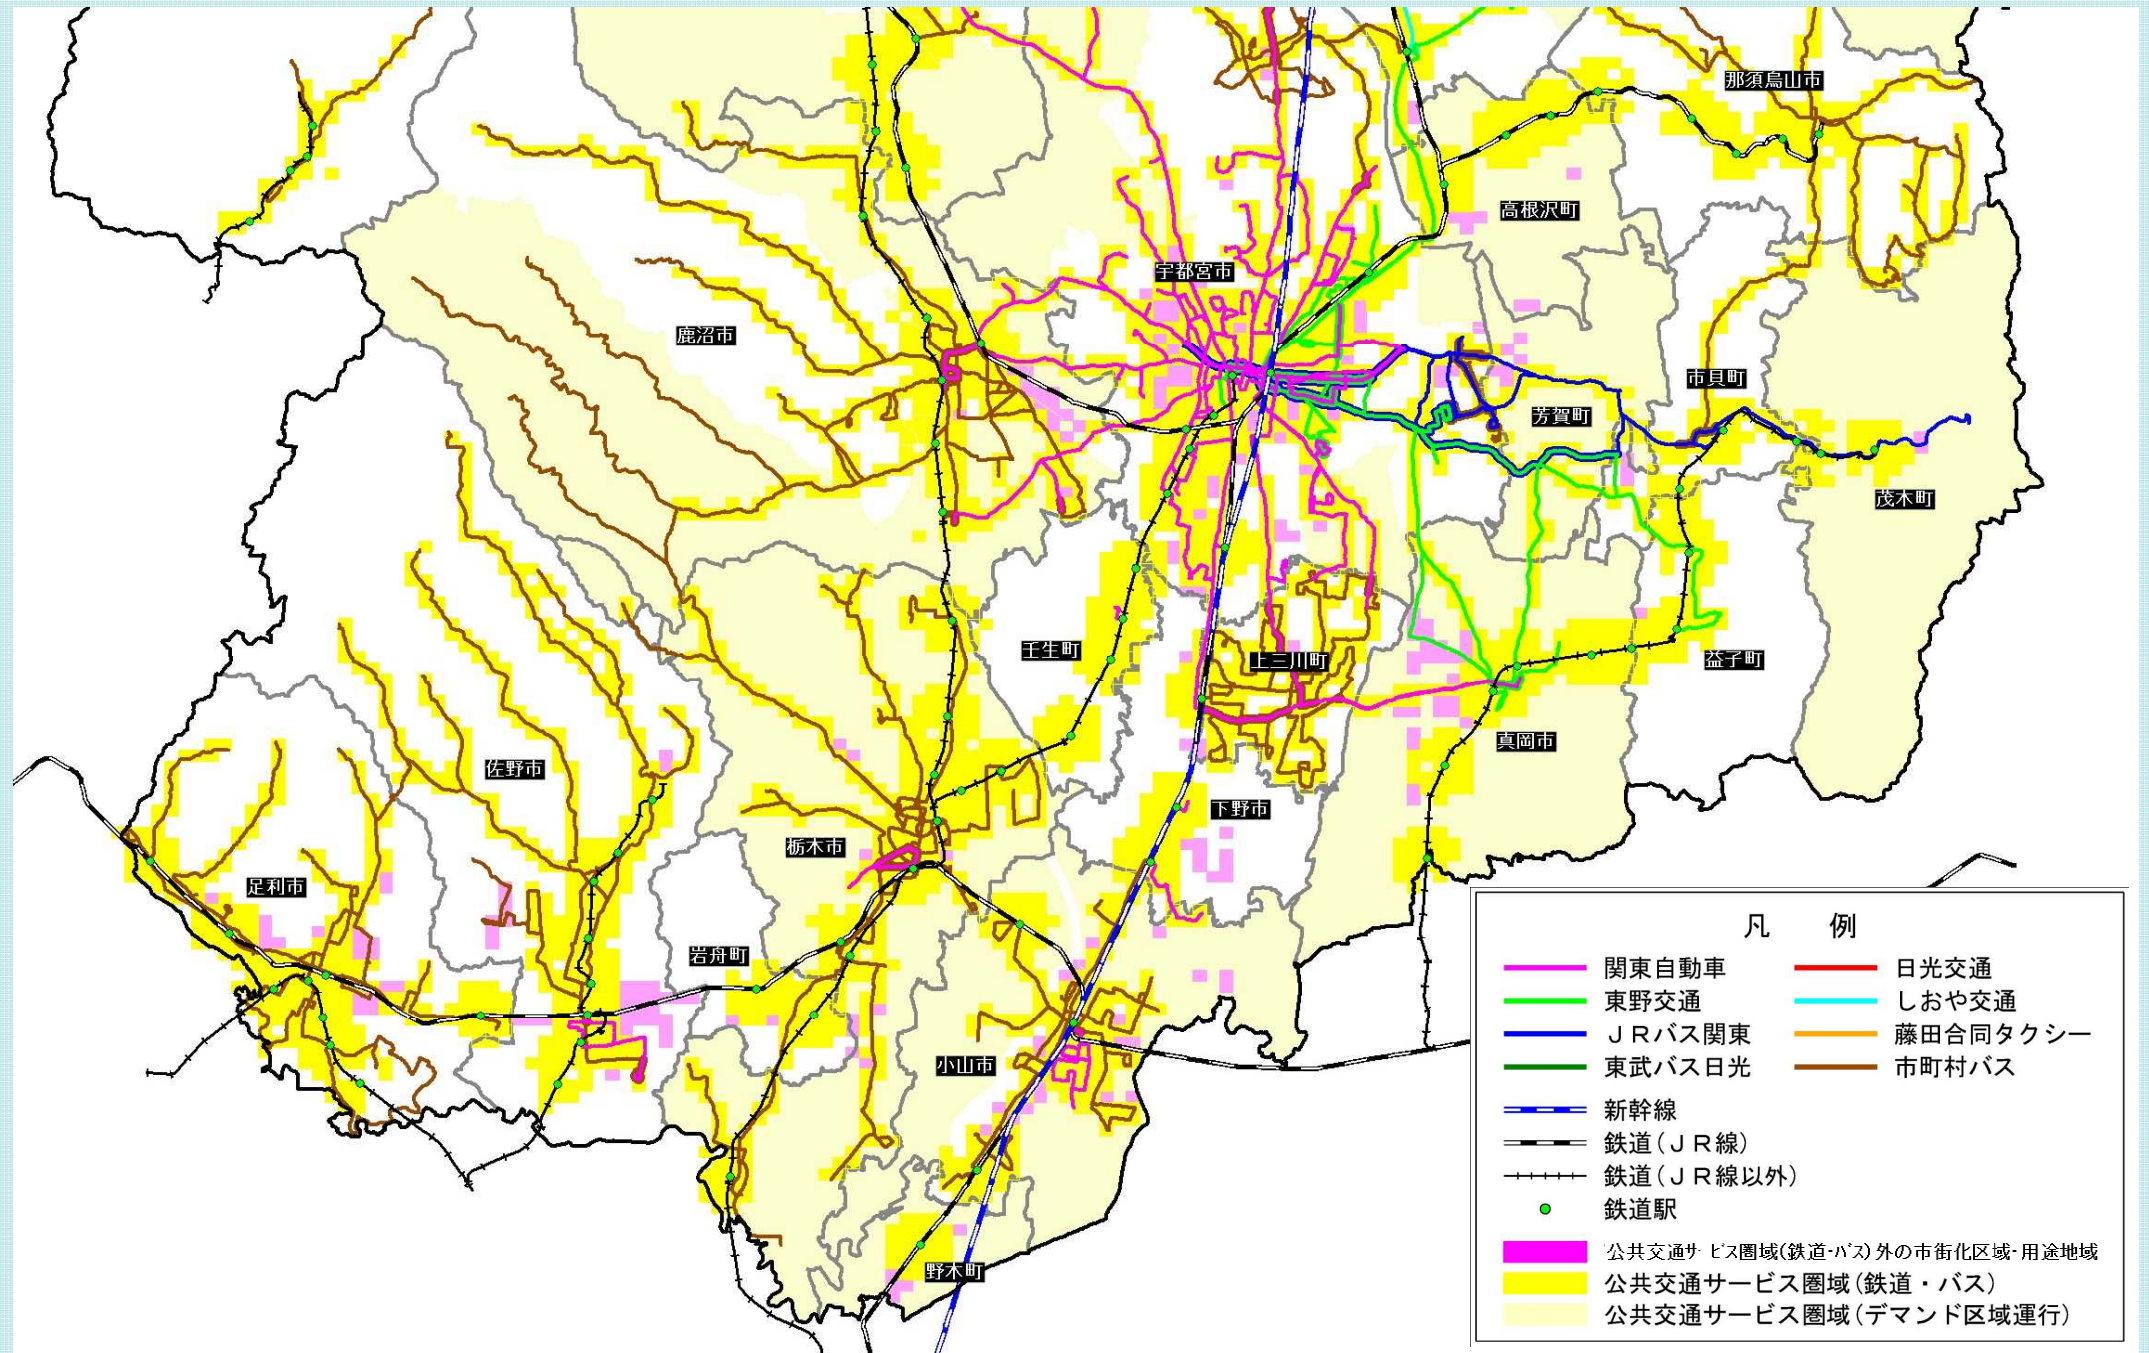 那須烏山市
高根沢町
宇都宮市
鹿沼市
市貝町
芳賀町
茂木町
壬生町
上三川町
益子町
真岡市
佐野市
下野市
栃木市
足利市
岩舟町
小山市
野木町
凡 例
関東自動車
日光交通
東野交通
しおや交通
JRバス関東
藤田合同タクシー
東武バス日光
市町村バス
新幹線
鉄道(JR線)
鉄道(JR線以外)
鉄道駅
公共交通サービス圏域(鉄道・バス)外の市街化区域・用途地域
公共交通サービス圏域(鉄道・バス)
公共交通サービス圏域(デマンド区域運行)